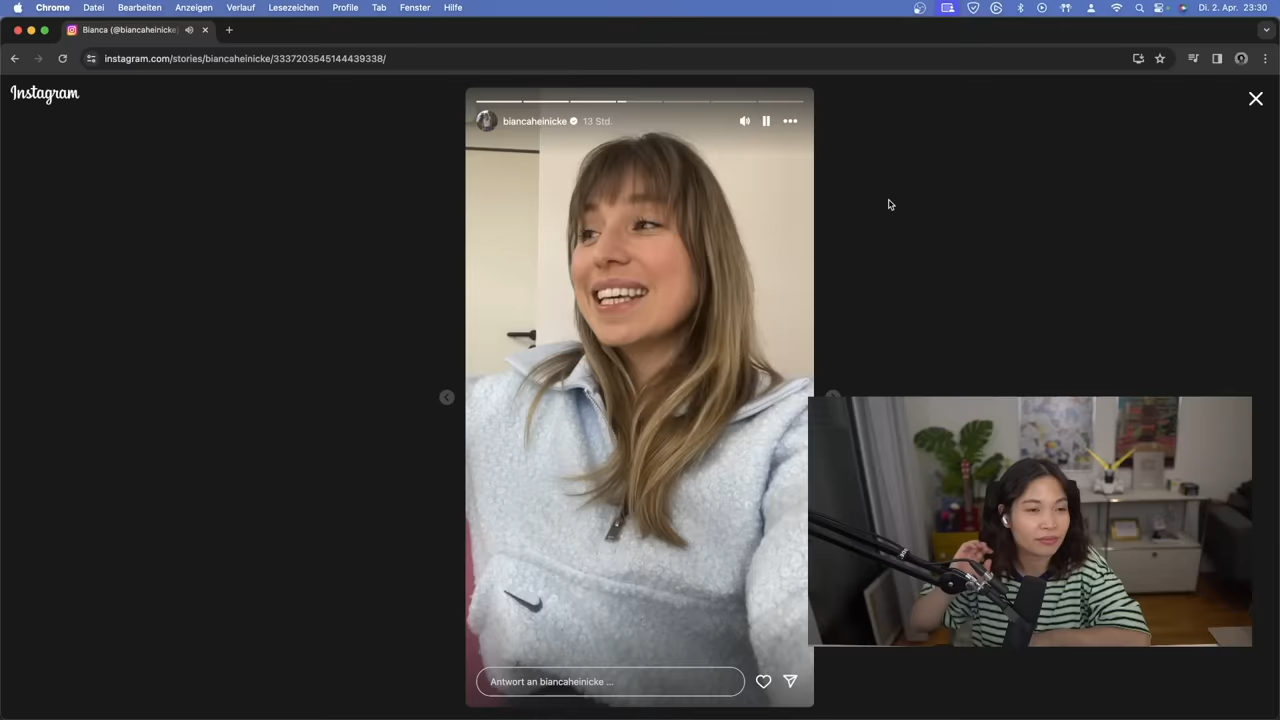 Chrome Datei Bearbeiten Anzeigen Verlauf Lesezeichen Profile Tab Fenster Hilfe Di. 2. Apr. 23:30
Bianca (@biancaheinicke)
instagram.com/stories/biancaheinicke/3337203545144439338/
Instagram
biancaheinicke 13 Std.
Antwort an biancaheinicke ...